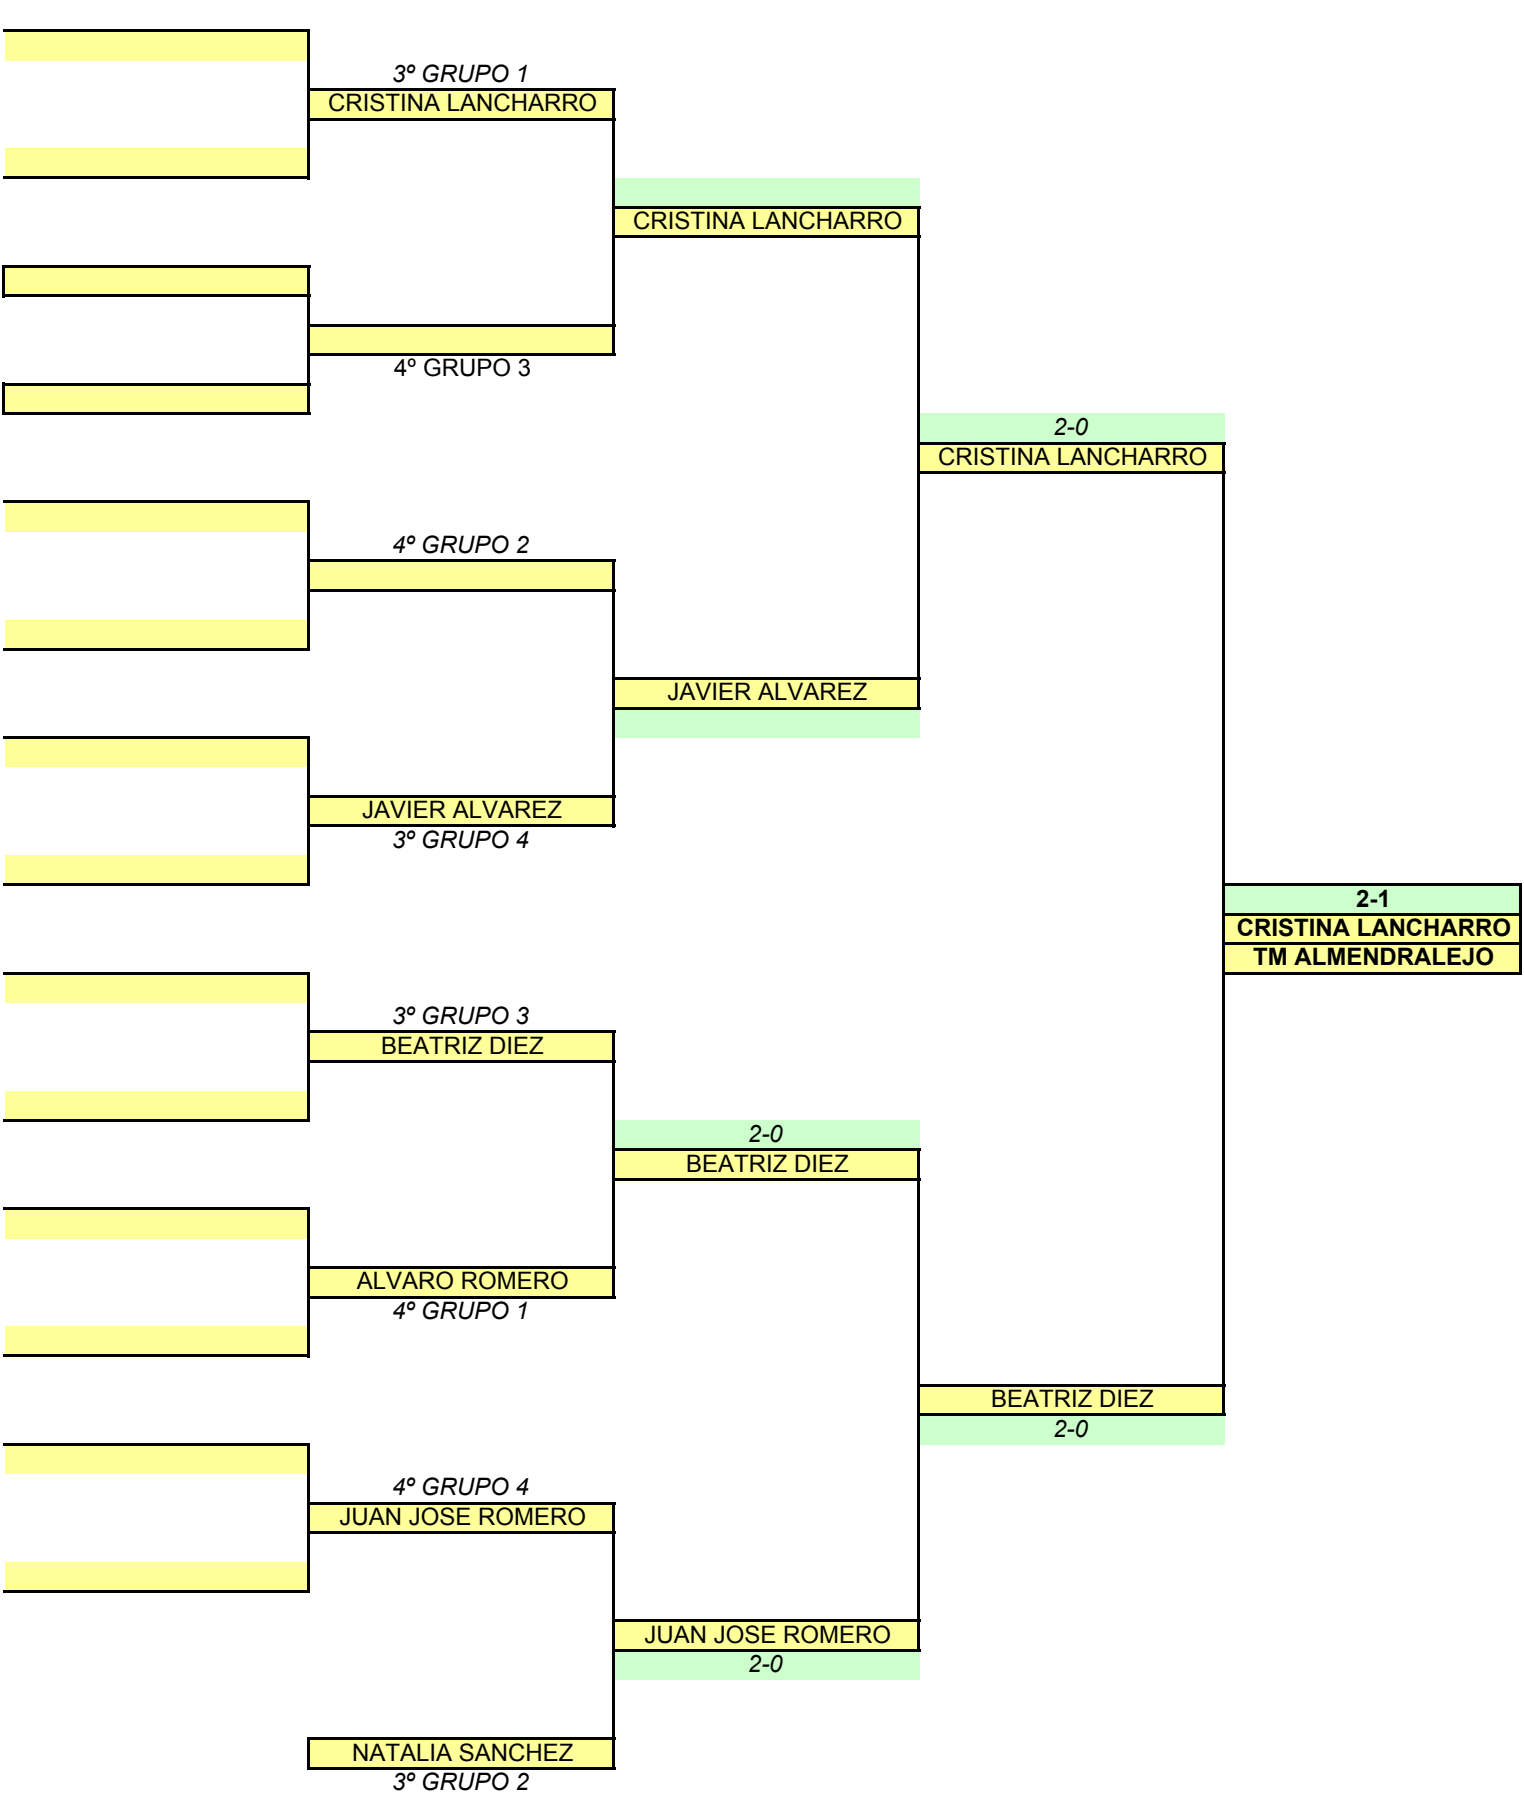 3º GRUPO 1
CRISTINA LANCHARRO
CRISTINA LANCHARRO
4º GRUPO 3
2-0
CRISTINA LANCHARRO
4º GRUPO 2
JAVIER ALVAREZ
JAVIER ALVAREZ
3º GRUPO 4
2-1
CRISTINA LANCHARRO
TM ALMENDRALEJO
3º GRUPO 3
BEATRIZ DIEZ
2-0
BEATRIZ DIEZ
ALVARO ROMERO
4º GRUPO 1
BEATRIZ DIEZ
2-0
4º GRUPO 4
JUAN JOSE ROMERO
JUAN JOSE ROMERO
2-0
NATALIA SANCHEZ
3º GRUPO 2